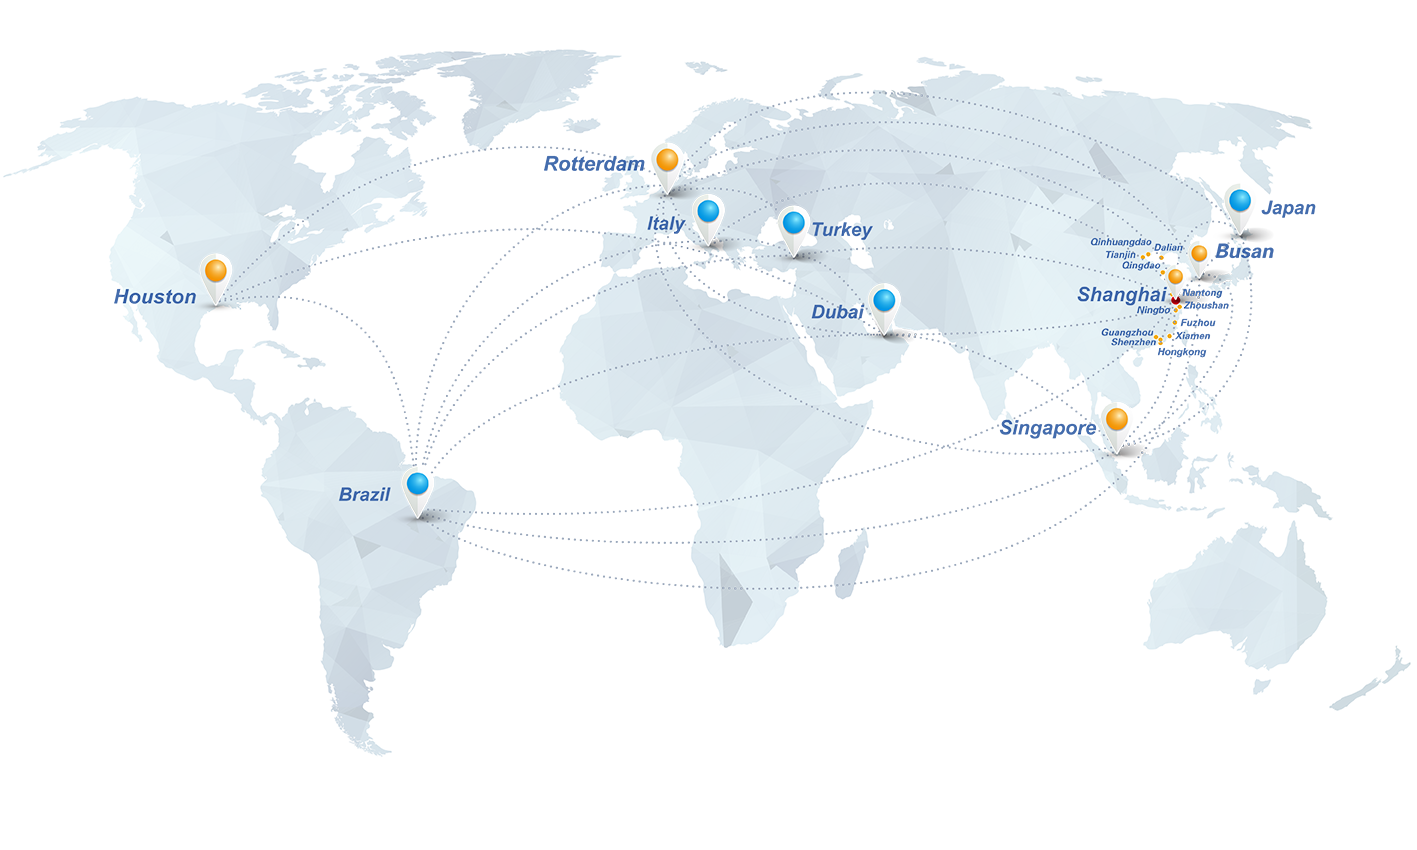 Rotterdam
Italy
Turkey
Japan
Qinhuangdao
Dalian
Tianjin
Qingdao
Busan
Houston
Shanghai
Nantong
Zhoushan
Ningbo
Dubai
Fuzhou
Guangzhou
Xiamen
Shenzhen
Hongkong
Singapore
Brazil